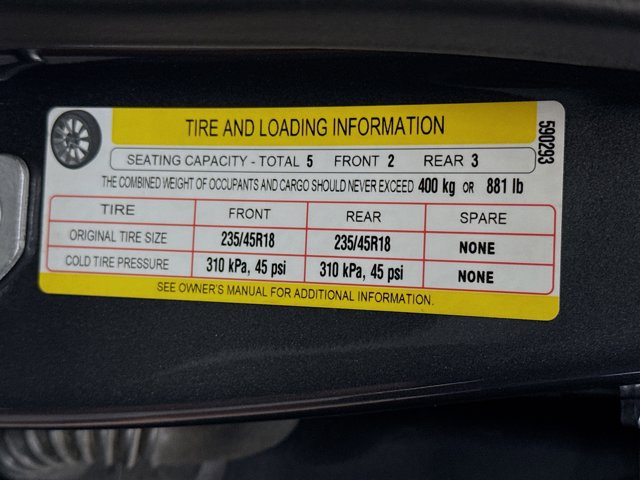 TIRE AND LOADING INFORMATION
590293
SEATING CAPACITY - TOTAL 5 FRONT 2 REAR 3
THE COMBINED WEIGHT OF OCCUPANTS AND CARGO SHOULD NEVER EXCEED 400 kg OR 881 lb
TIRE FRONT REAR SPARE
ORIGINAL TIRE SIZE 235/45R18 235/45R18 NONE
COLD TIRE PRESSURE 310 kPa, 45 psi 310 kPa, 45 psi NONE
SEE OWNER'S MANUAL FOR ADDITIONAL INFORMATION.